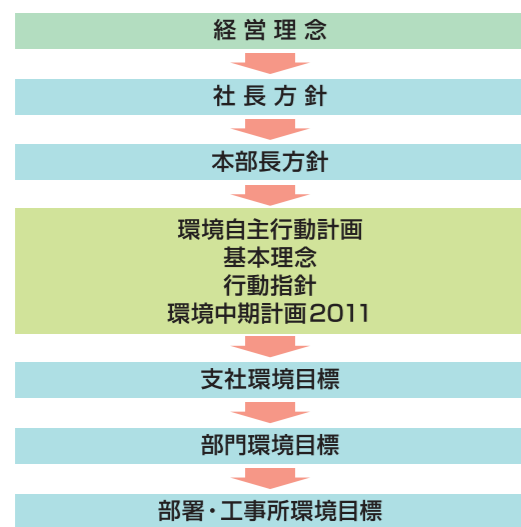 経営理念
社長方針
本部長方針
環境自主行動計画
基本理念
行動指針
環境中期計画2011
支社環境目標
部門環境目標
部署・工事所環境目標